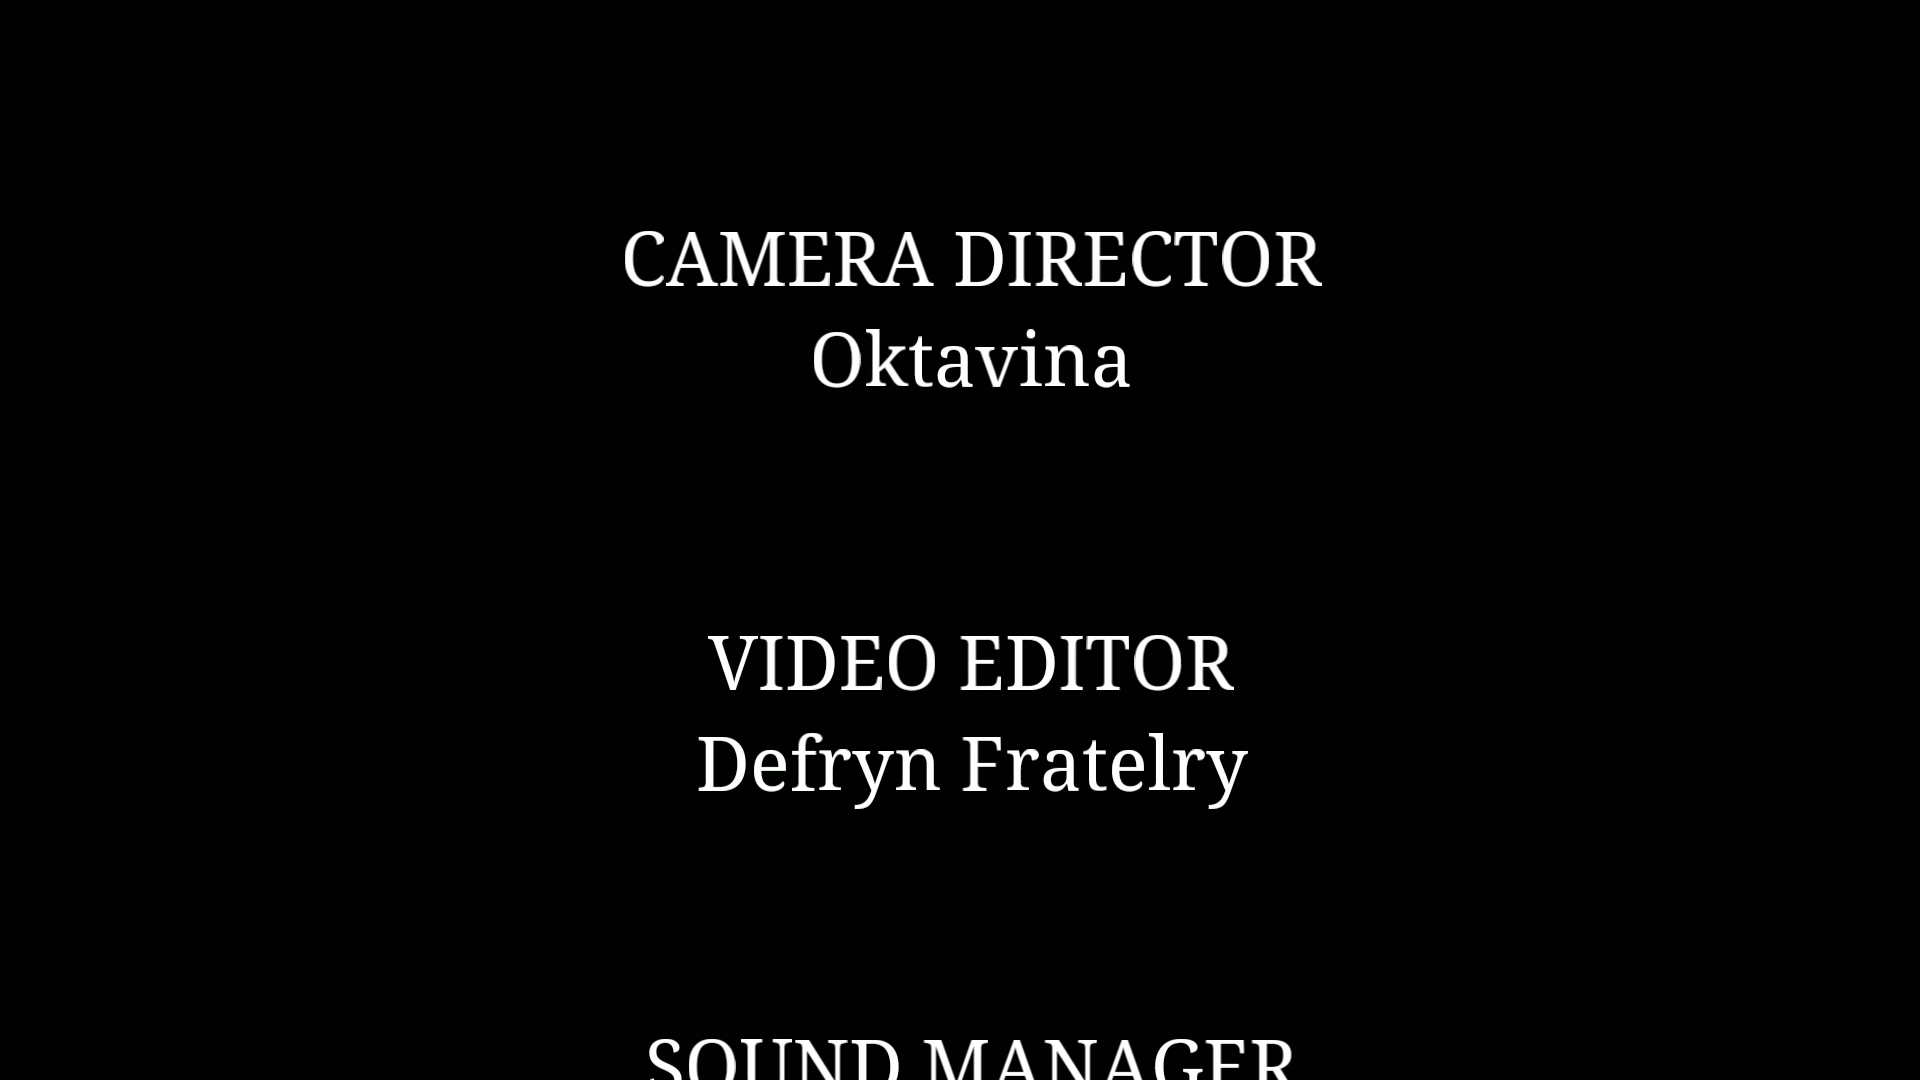 CAMERA DIRECTOR
Oktavina
VIDEO EDITOR
Defryn Fratelry
SOUND MANAGER